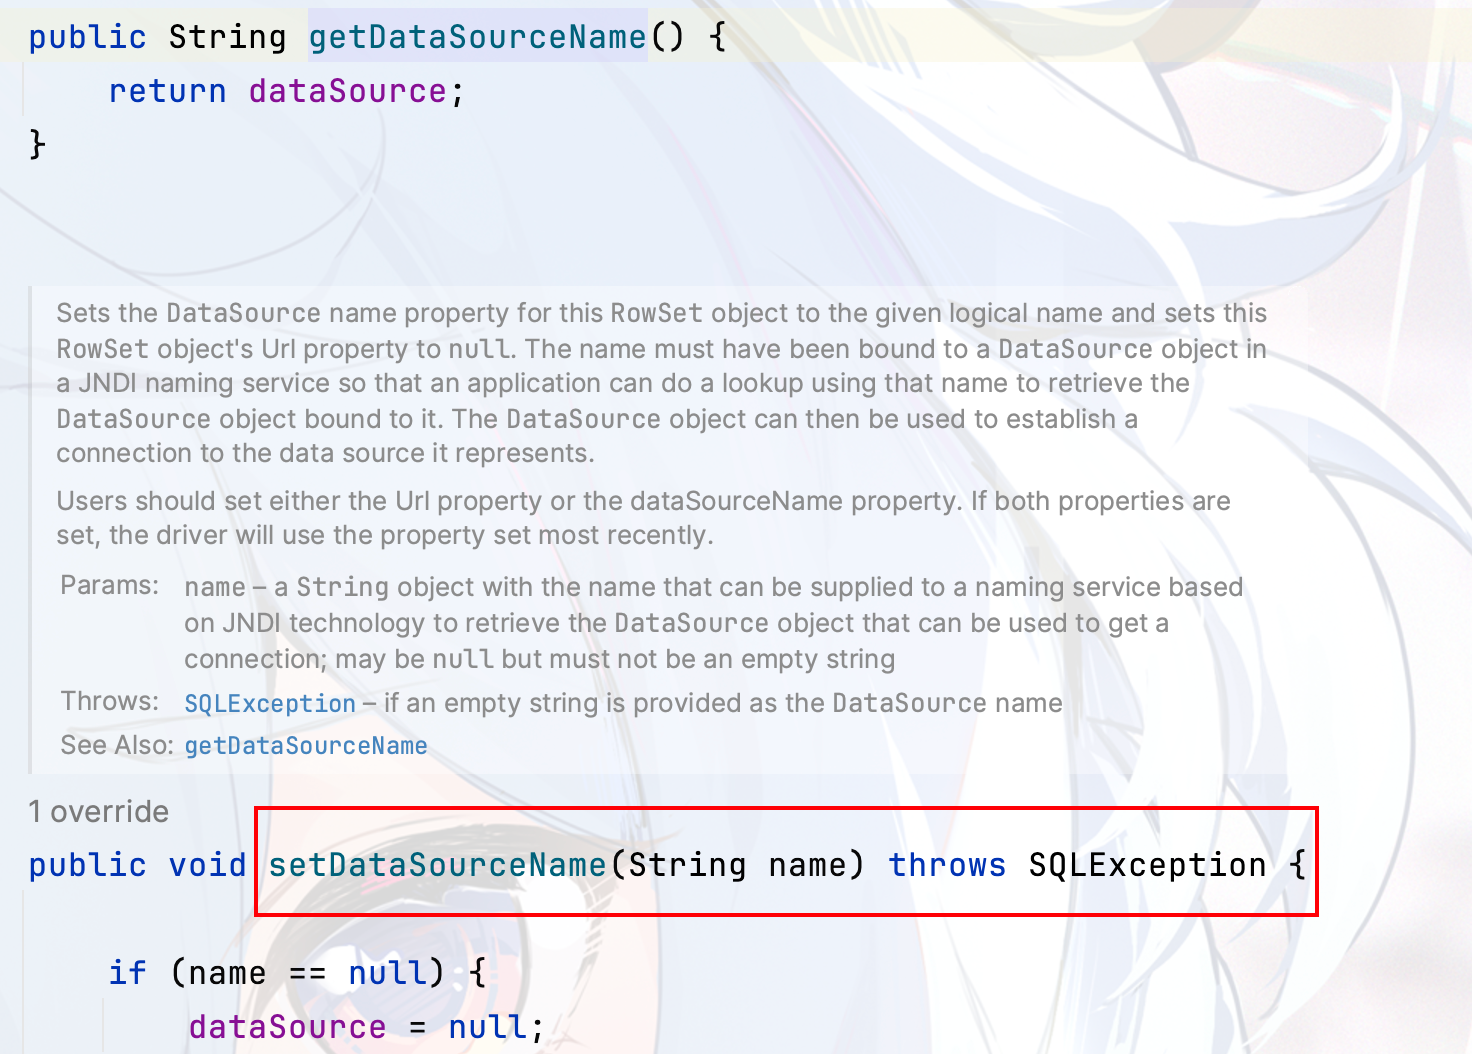 public String getDataSourceName() {
return dataSource;
}
Sets the DataSource name property for this RowSet object to the given logical name and sets this
RowSet object's Url property to null. The name must have been bound to a DataSource object in
a JNDI naming service so that an application can do a lookup using that name to retrieve the
DataSource object bound to it. The DataSource object can then be used to establish a
connection to the data source it represents.
Users should set either the Url property or the dataSourceName property. If both properties are
set, the driver will use the property set most recently.
Params: name – a String object with the name that can be supplied to a naming service based
on JNDI technology to retrieve the DataSource object that can be used to get a
connection; may be null but must not be an empty string
Throws: SQLException – if an empty string is provided as the DataSource name
See Also: getDataSourceName
1 override
public void setDataSourceName(String name) throws SQLException {
if (name == null) {
dataSource = null;